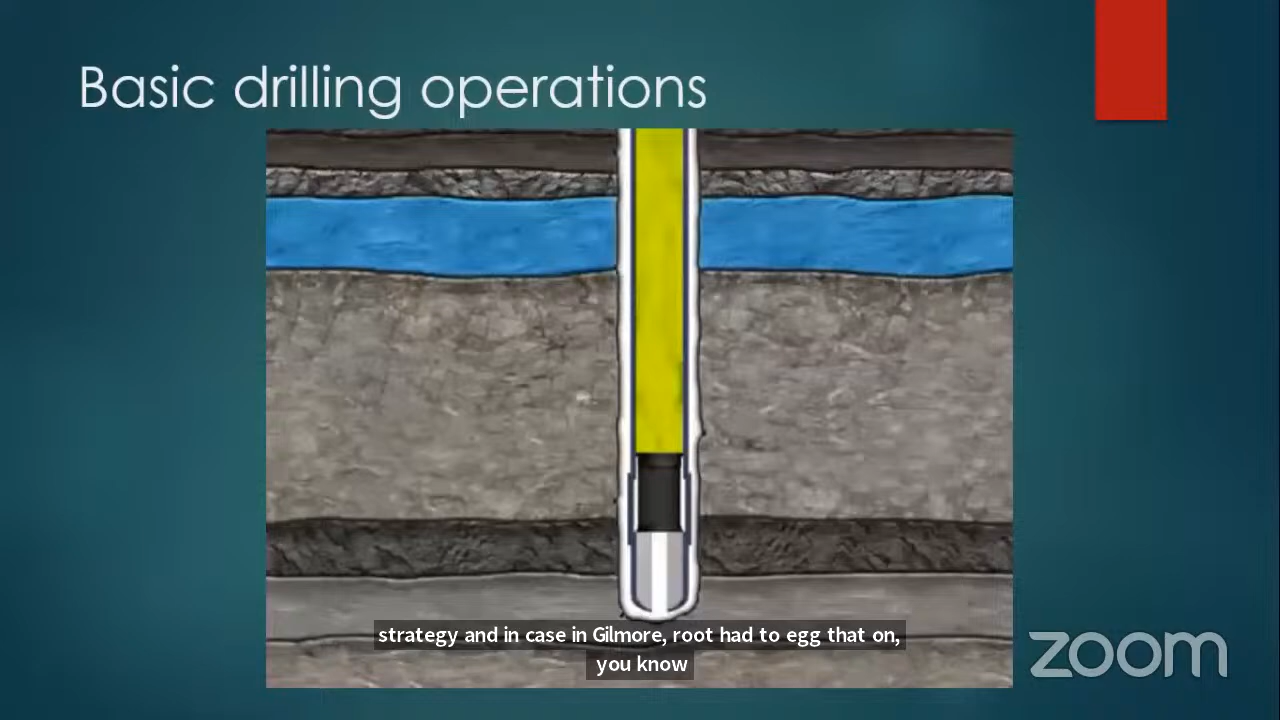 Basic drilling operations
strategy and in case in Gilmore, root had to egg that on,
you know
zoom